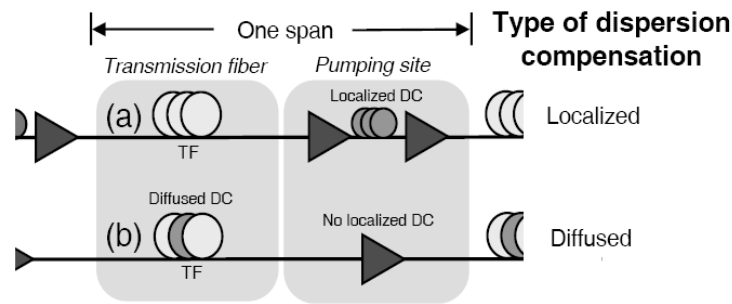 One span
Type of dispersion
compensation
Transmission fiber
Pumping site
Localized DC
(a)
TF
Localized
Diffused DC
No localized DC
(b)
TF
Diffused